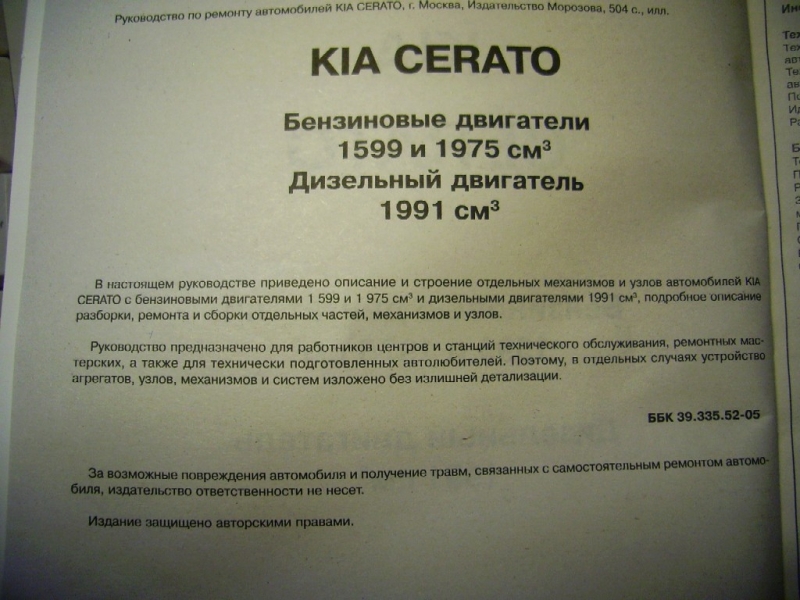 Руководство по ремонту автомобилей KIA CERATO, г. Москва, Издательство Морозова, 504 с., илл.
KIA CERATO
Бензиновые двигатели
1599 и 1975 см³
Дизельный двигатель
1991 см³
В настоящем руководстве приведено описание и строение отдельных механизмов и узлов автомобилей KIA
CERATO с бензиновыми двигателями 1 599 и 1 975 см³ и дизельными двигателями 1991 см³, подробное описание
разборки, ремонта и сборки отдельных частей, механизмов и узлов.
Руководство предназначено для работников центров и станций технического обслуживания, ремонтных мас-
терских, а также для технически подготовленных автолюбителей. Поэтому, в отдельных случаях устройство
агрегатов, узлов, механизмов и систем изложено без излишней детализации.
ББК 39.335.52-05
За возможные повреждения автомобиля и получение травм, связанных с самостоятельным ремонтом автомо-
биля, издательство ответственности не несет.
Издание защищено авторскими правами.